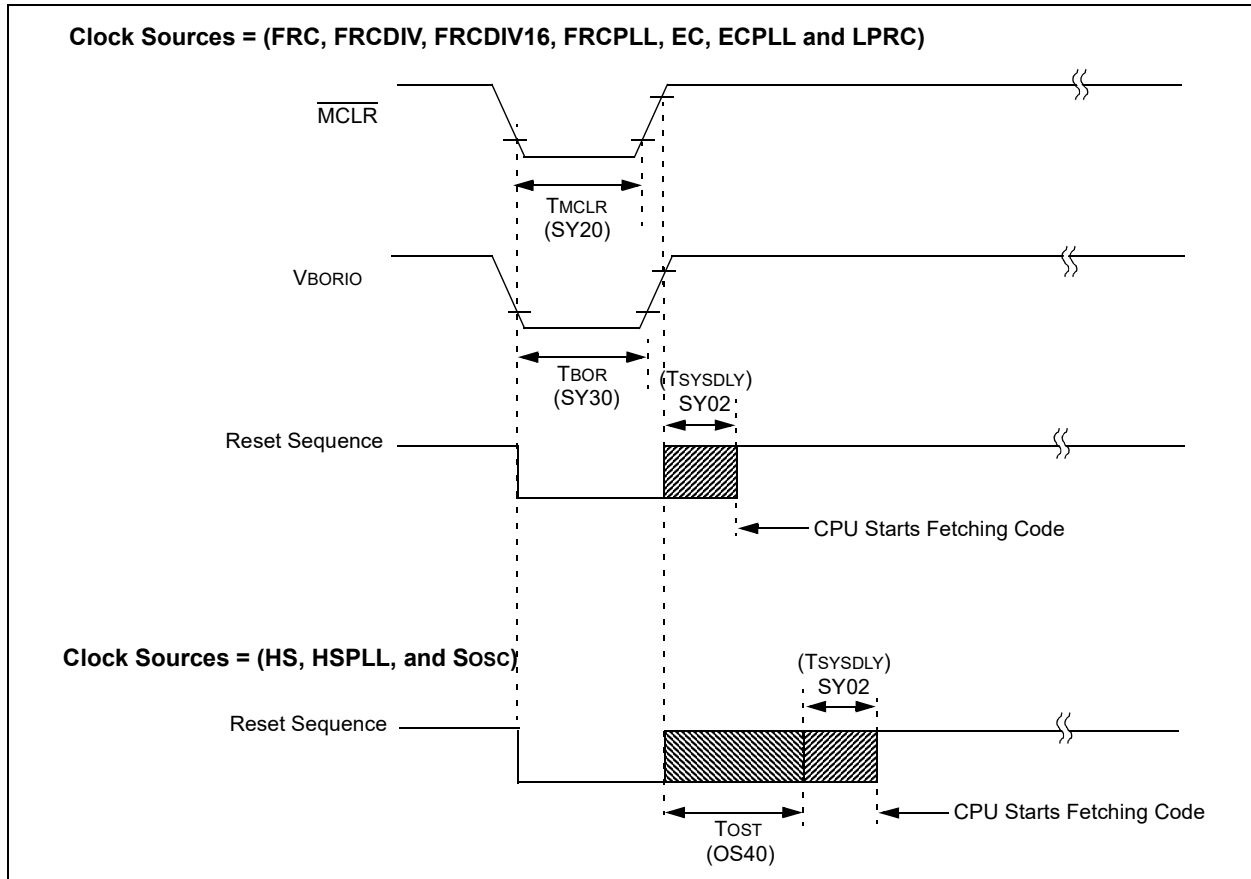 Clock Sources = (FRC, FRCDIV, FRCDIV16, FRCPLL, EC, ECPLL and LPRC)
MCLR
TMCLR
(SY20)
VBORIO
TBOR
(SY30)
(TSYSDLY)
SY02
Reset Sequence
CPU Starts Fetching Code
Clock Sources = (HS, HSPLL, and SOSC)
(TSYSDLY)
SY02
Reset Sequence
CPU Starts Fetching Code
TOST
(OS40)